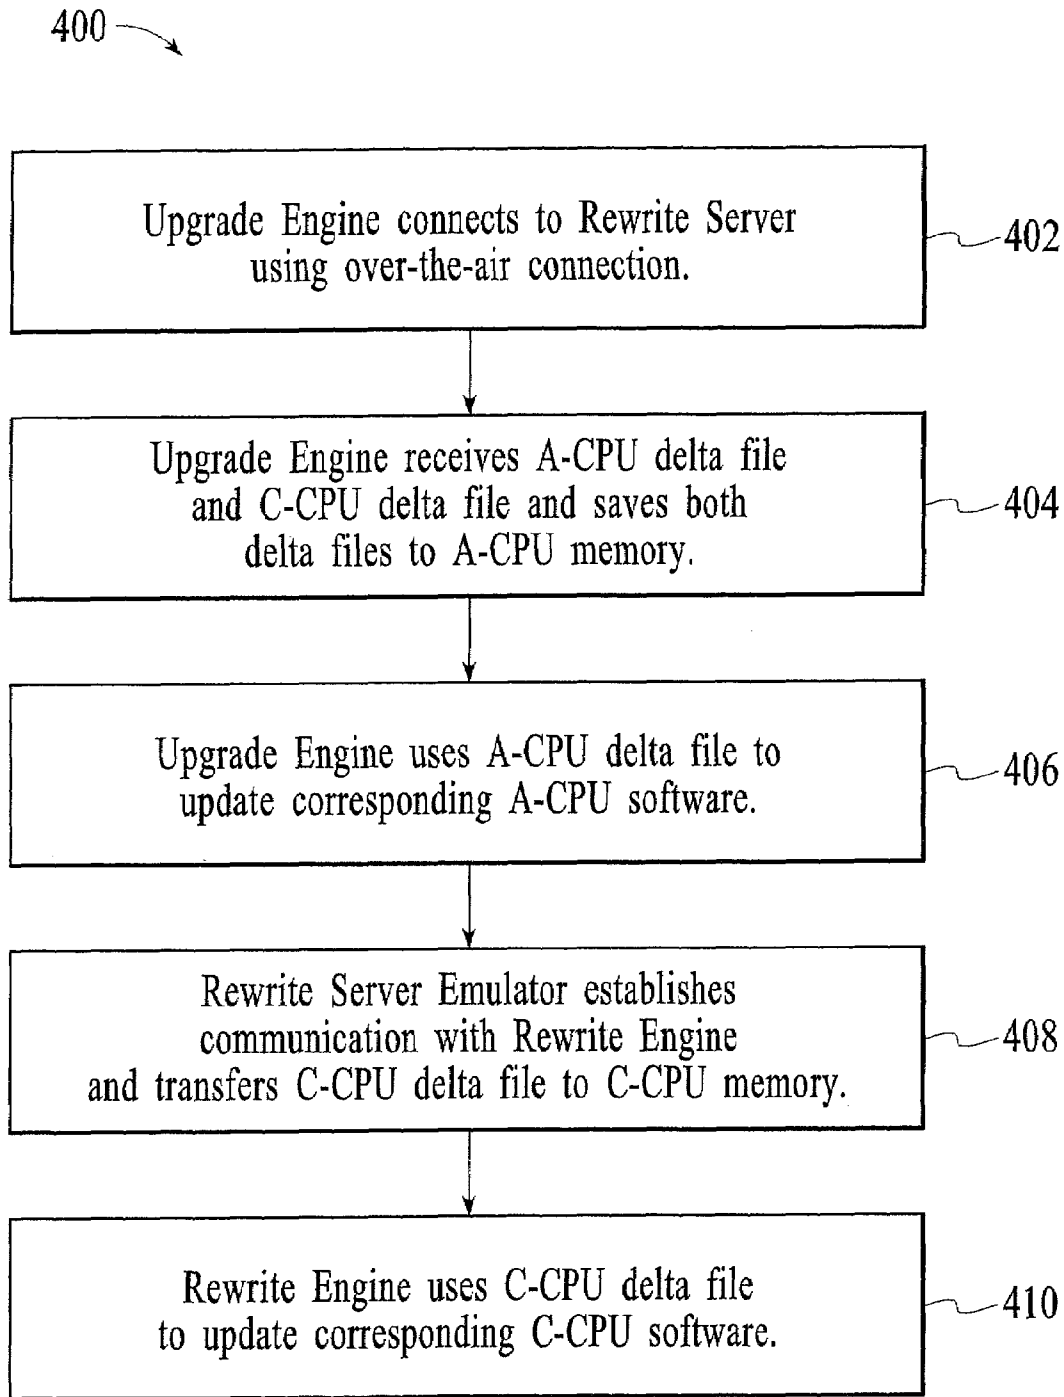 400
Upgrade Engine connects to Rewrite Server
using over-the-air connection.
402
Upgrade Engine receives A-CPU delta file
and C-CPU delta file and saves both
delta files to A-CPU memory.
404
Upgrade Engine uses A-CPU delta file to
update corresponding A-CPU software.
406
Rewrite Server Emulator establishes
communication with Rewrite Engine
and transfers C-CPU delta file to C-CPU memory.
408
Rewrite Engine uses C-CPU delta file
to update corresponding C-CPU software.
410